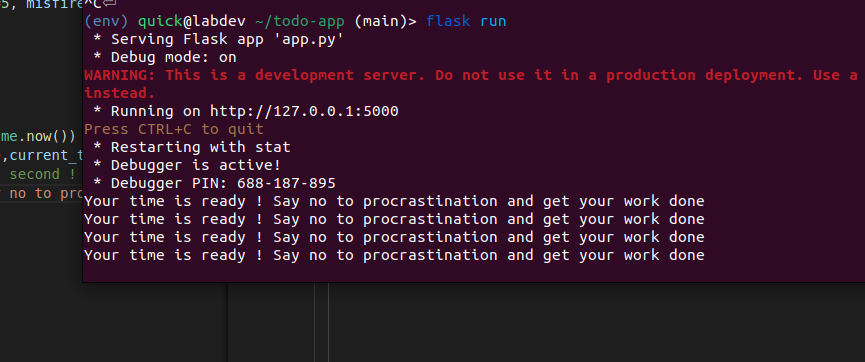 =5, misfire
^C
(env) quick@labdev ~/todo-app (main)> flask run
* Serving Flask app 'app.py'
* Debug mode: on
WARNING: This is a development server. Do not use it in a production deployment. Use a
instead.
* Running on http://127.0.0.1:5000
Press CTRL+C to quit
* Restarting with stat
* Debugger is active!
* Debugger PIN: 688-187-895
me.now())
,current_t
second !
no to pro
Your time is ready ! Say no to procrastination and get your work done
Your time is ready ! Say no to procrastination and get your work done
Your time is ready ! Say no to procrastination and get your work done
Your time is ready ! Say no to procrastination and get your work done